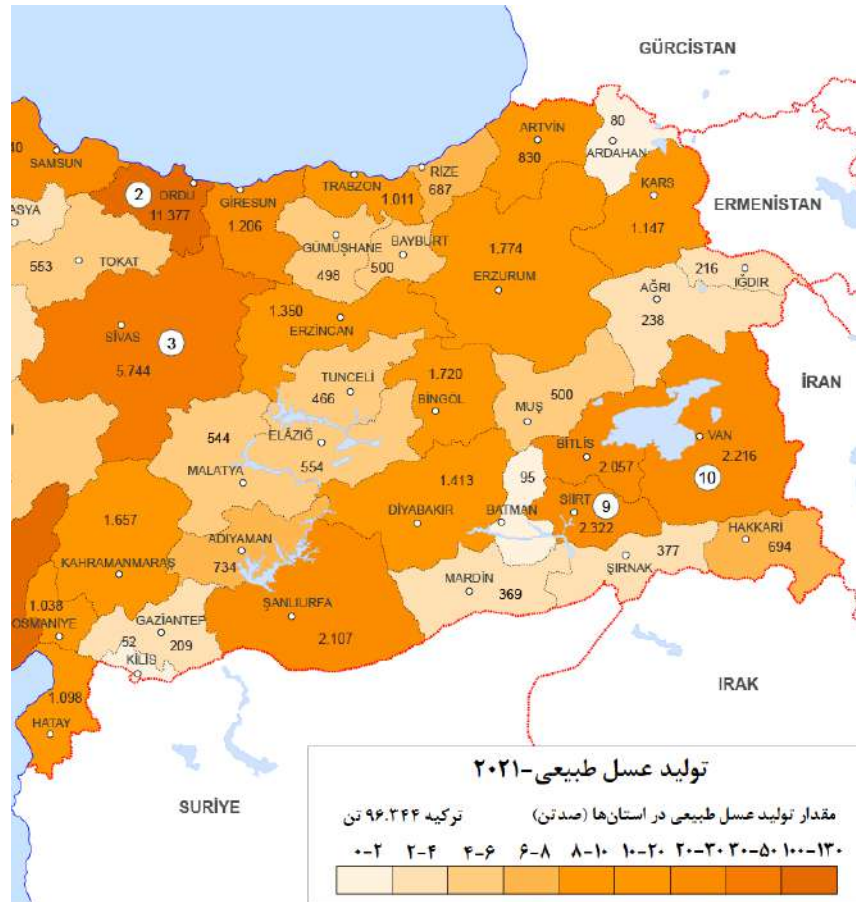 GÜRCİSTAN
ARTVİN
80
40
SAMSUN
ARDAHAN
RİZE
830
TRABZON
687
KARS
2
ORDU
1.011
ERMENİSTAN
ASYA
11.377
GİRESUN
1.147
1.206
BAYBURT
1.774
GÜMÜŞHANE
553
TOKAT
498
500
ERZURUM
216
IĞDIR
AĞRI
1.350
238
SİVAS
3
ERZİNCAN
5.744
TUNCELİ
1.720
İRAN
466
BİNGÖL
500
MUŞ
544
ELÂZIĞ
BİTLİS
VAN
554
2.057
2.216
MALATYA
1.413
95
10
1.657
DİYABAKIR
BATMAN
SİİRT
9
2.322
ADIYAMAN
HAKKARİ
734
377
694
KAHRAMANMARAŞ
ŞIRNAK
MARDİN
369
1.038
ŞANLIURFA
OSMANİYE
GAZİANTEP
52
209
2.107
KİLİS
1.098
IRAK
HATAY
SURİYE
تولید عسل طبیعی-۲۰۲۱
مقدار تولید عسل طبیعی در استان‌ها (صدتن) ترکیه ۹۶.۳۴۴ تن
۰-۲ ۲-۴ ۴-۶ ۶-۸ ۸-۱۰ ۱۰-۲۰ ۲۰-۳۰ ۳۰-۵۰ ۱۰۰-۱۳۰